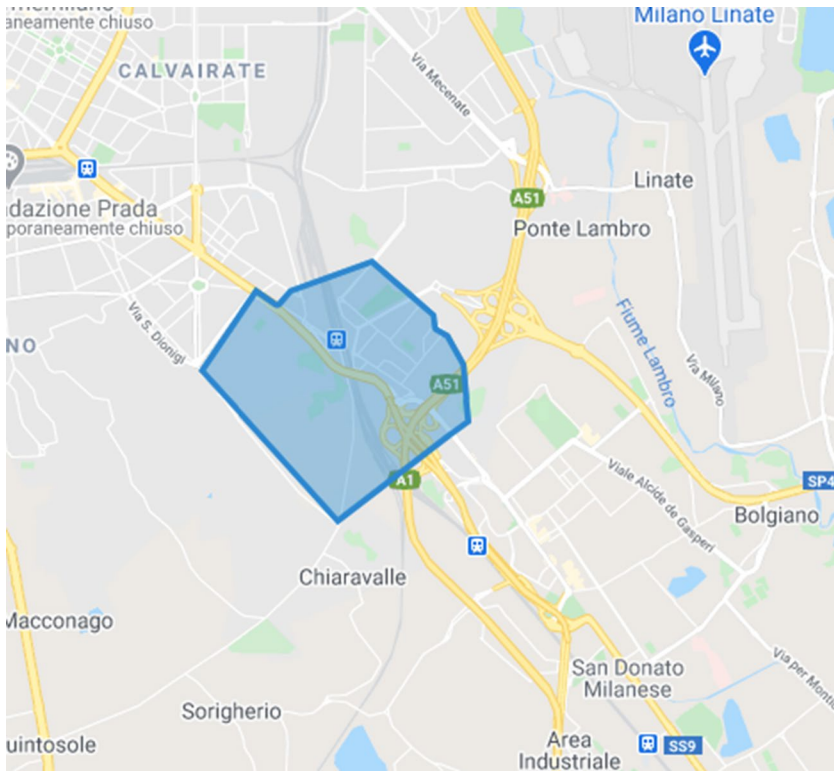 aneamente chiuso
Milano Linate
CALVAIRATE
Via Mecenate
A51
Linate
ndazione Prada
poraneamente chiuso
Ponte Lambro
Via S. Dionigi
NO
Fiume Lambro
Via Milano
A51
A1
Viale Alcide de Gasperi
SP4
Bolgiano
Chiaravalle
Macconago
San Donato
Milanese
Via per Monti
Sorigherio
uintosole
Area
Industriale
SS9